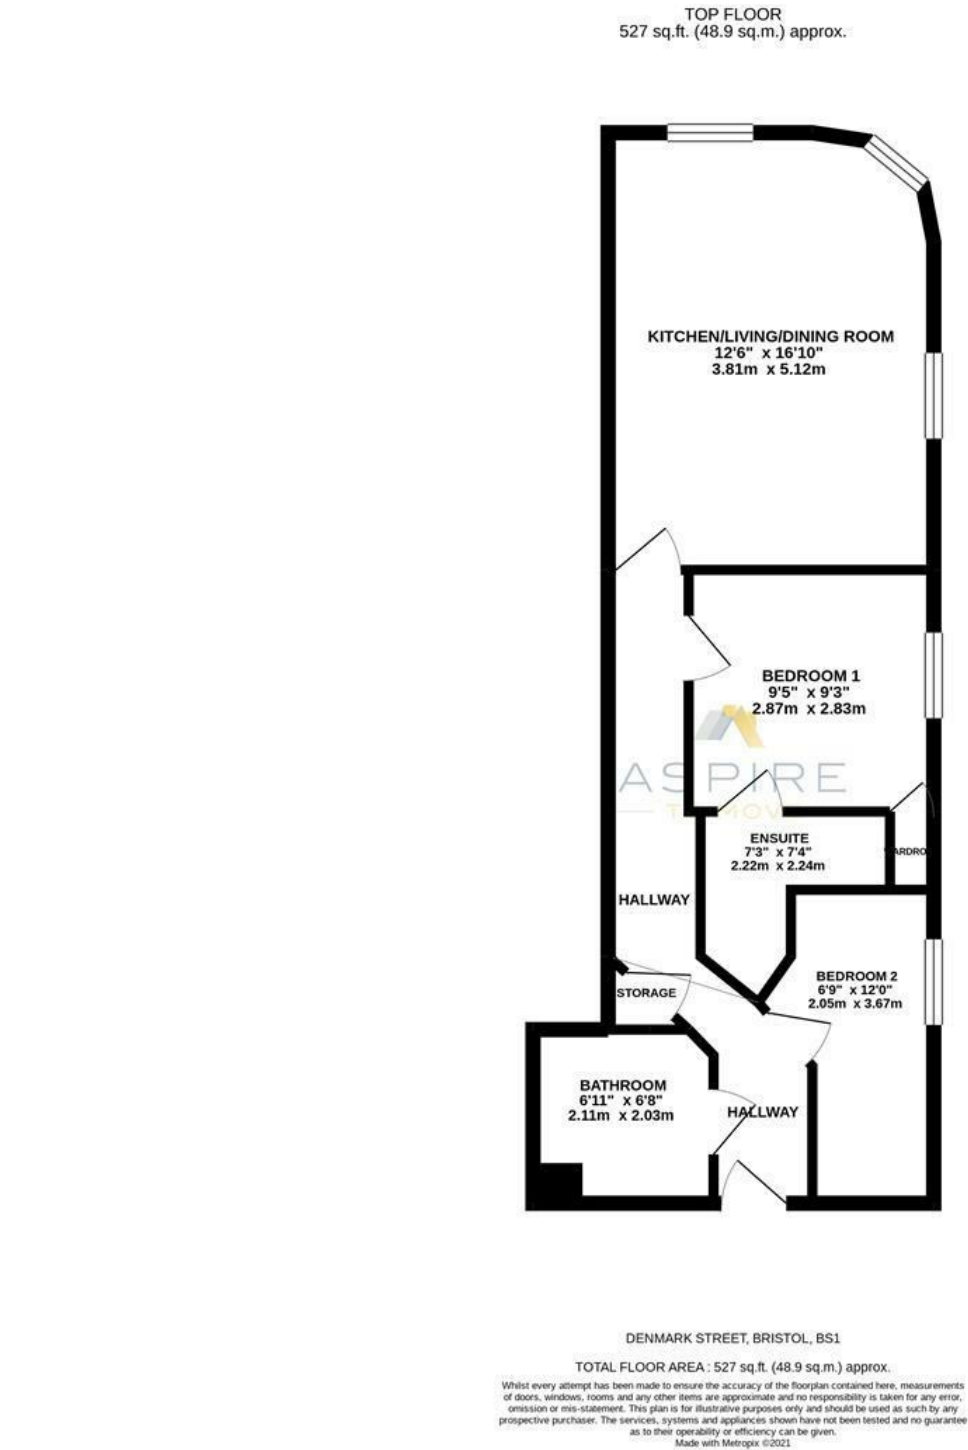 TOP FLOOR
527 sq.ft. (48.9 sq.m.) approx.
KITCHEN/LIVING/DINING ROOM
12'6" x 16'10"
3.81m x 5.12m
BEDROOM 1
9'5" x 9'3"
2.87m x 2.83m
ASPIRE
ENSUITE
7'3" x 7'4"
2.22m x 2.24m
HALLWAY
BEDROOM 2
6'9" x 12'0"
2.05m x 3.67m
STORAGE
BATHROOM
6'11" x 6'8"
2.11m x 2.03m
HALLWAY
DENMARK STREET, BRISTOL, BS1
TOTAL FLOOR AREA : 527 sq.ft. (48.9 sq.m.) approx.
Whilst every attempt has been made to ensure the accuracy of the floorplan contained here, measurements
of doors, windows, rooms and any other items are approximate and no responsibility is taken for any error,
omission or mis-statement. This plan is for illustrative purposes only and should be used as such by any
prospective purchaser. The services, systems and appliances shown have not been tested and no guarantee
as to their operability or efficiency can be given.
Made with Metropix ©2021